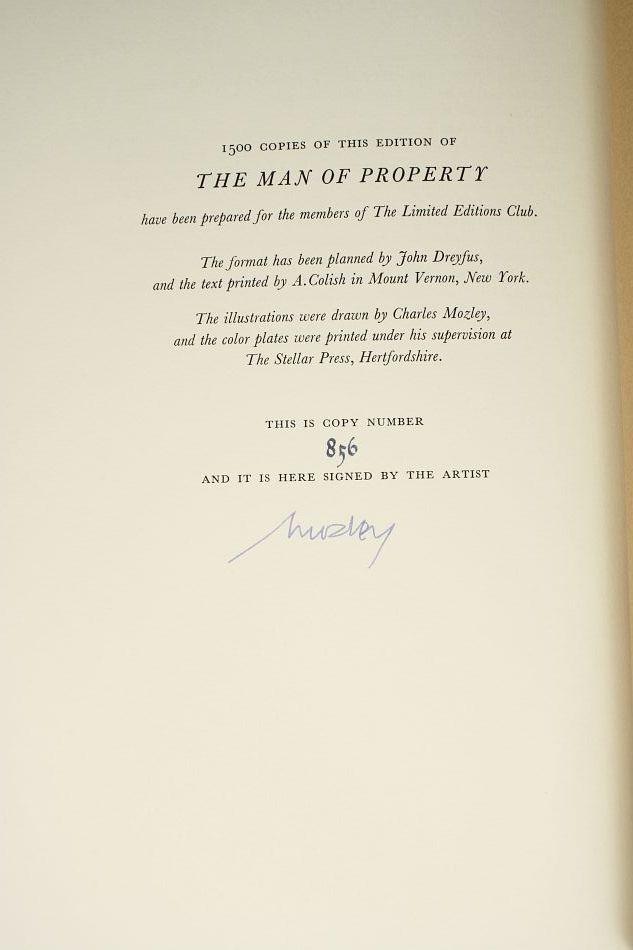 1500 COPIES OF THIS EDITION OF
THE MAN OF PROPERTY
have been prepared for the members of The Limited Editions Club.
The format has been planned by John Dreyfus,
and the text printed by A.Colish in Mount Vernon, New York.
The illustrations were drawn by Charles Mozley,
and the color plates were printed under his supervision at
The Stellar Press, Hertfordshire.
THIS IS COPY NUMBER
856
AND IT IS HERE SIGNED BY THE ARTIST
Mozley